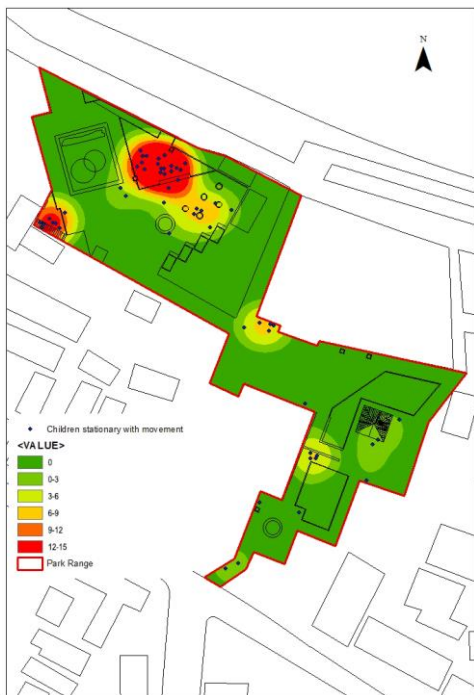 N
Children stationary with movement
<VALUE>
0
0-3
3-6
6-9
9-12
12-15
Park Range